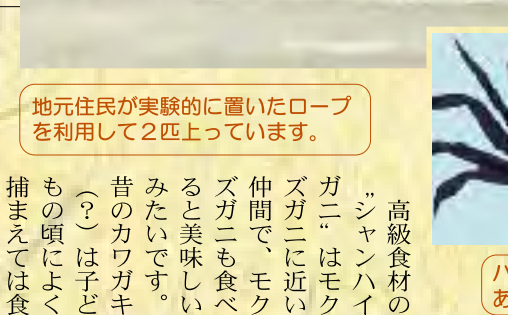 地元住民が実験的に置いたロープ
を利用して２匹上っています。
高級食材の
„シャンハイ
ガニ“はモク
ズガニに近い
仲間で、モク
ズガニも食べ
ると美味しい
みたいです。
昔のカワガキ
（？）は子ど
もの頃によく
捕まえては食